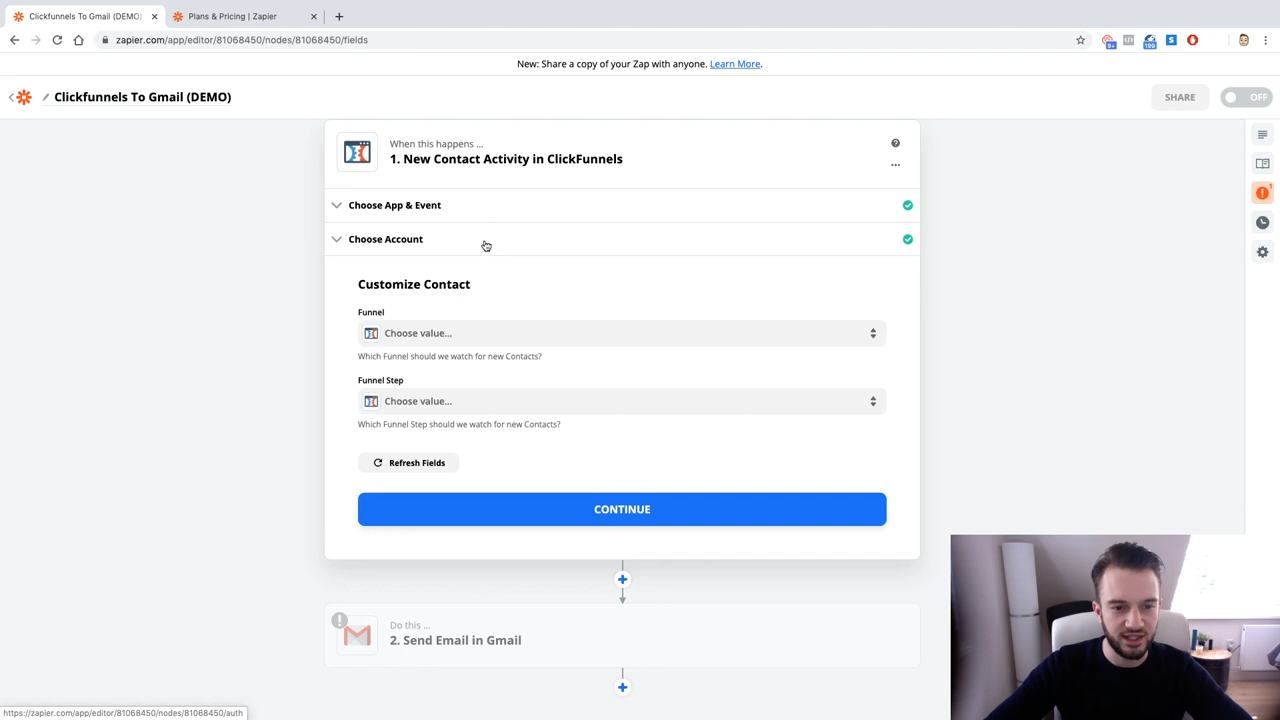 Clickfunnels To Gmail (DEMO)
Plans & Pricing | Zapier
zapier.com/app/editor/81068450/nodes/81068450/fields
9+
199
New: Share a copy of your Zap with anyone. Learn More.
Clickfunnels To Gmail (DEMO)
SHARE
OFF
When this happens ...
1. New Contact Activity in ClickFunnels
Choose App & Event
Choose Account
1
Customize Contact
Funnel
Choose value...
Which Funnel should we watch for new Contacts?
Funnel Step
Choose value...
Which Funnel Step should we watch for new Contacts?
Refresh Fields
CONTINUE
Do this ...
2. Send Email in Gmail
https://zapier.com/app/editor/81068450/nodes/81068450/auth